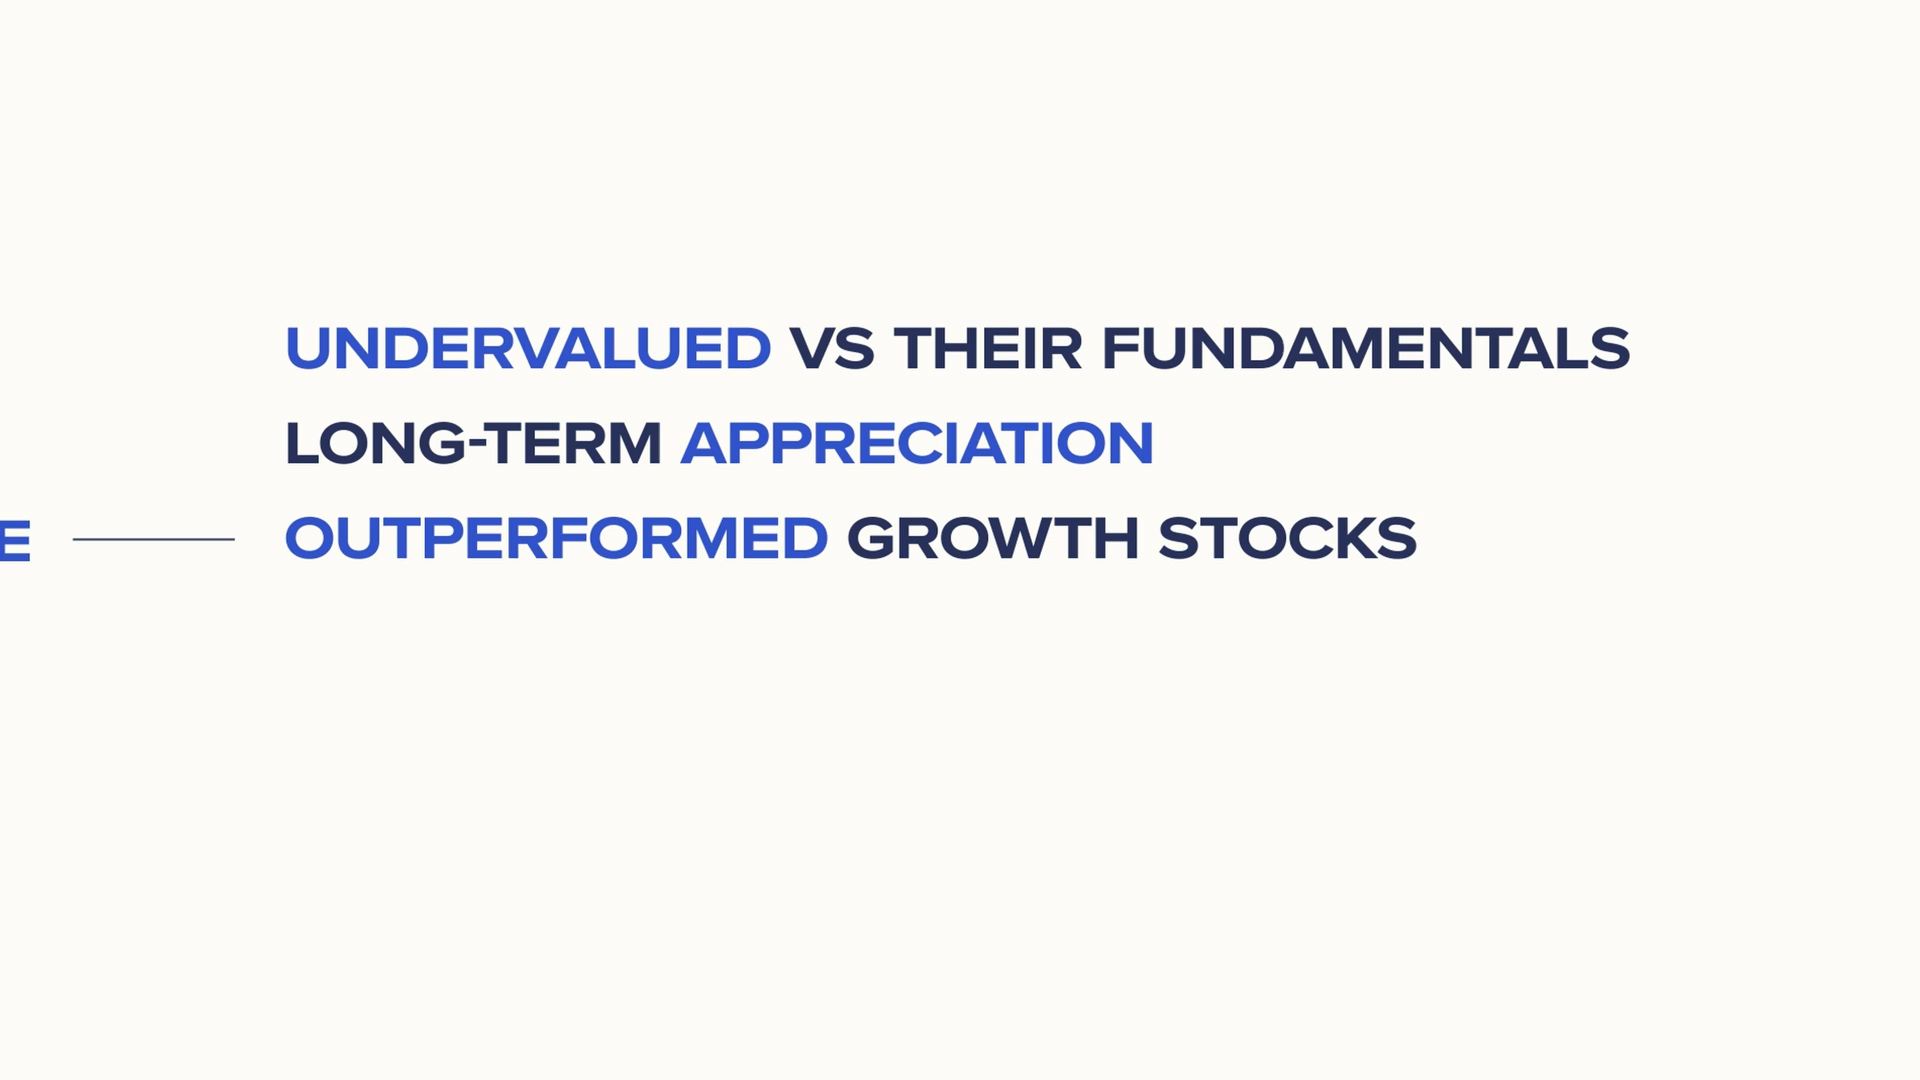 UNDERVALUED VS THEIR FUNDAMENTALS
LONG-TERM APPRECIATION
E
OUTPERFORMED GROWTH STOCKS